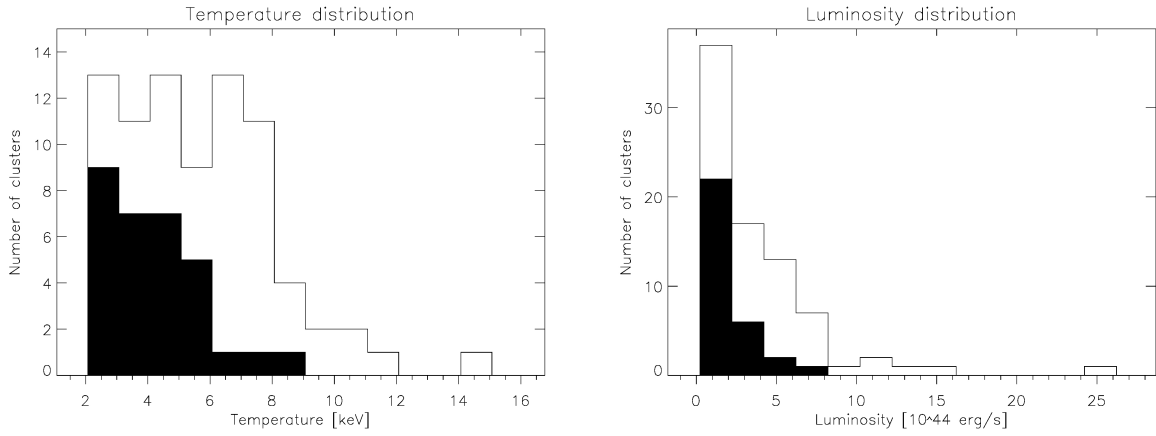 Temperature distribution
Number of clusters
14
12
10
8
6
4
2
0
2 4 6 8 10 12 14 16
Temperature [keV]
Luminosity distribution
Number of clusters
30
20
10
0
0 5 10 15 20 25
Luminosity [10^44 erg/s]